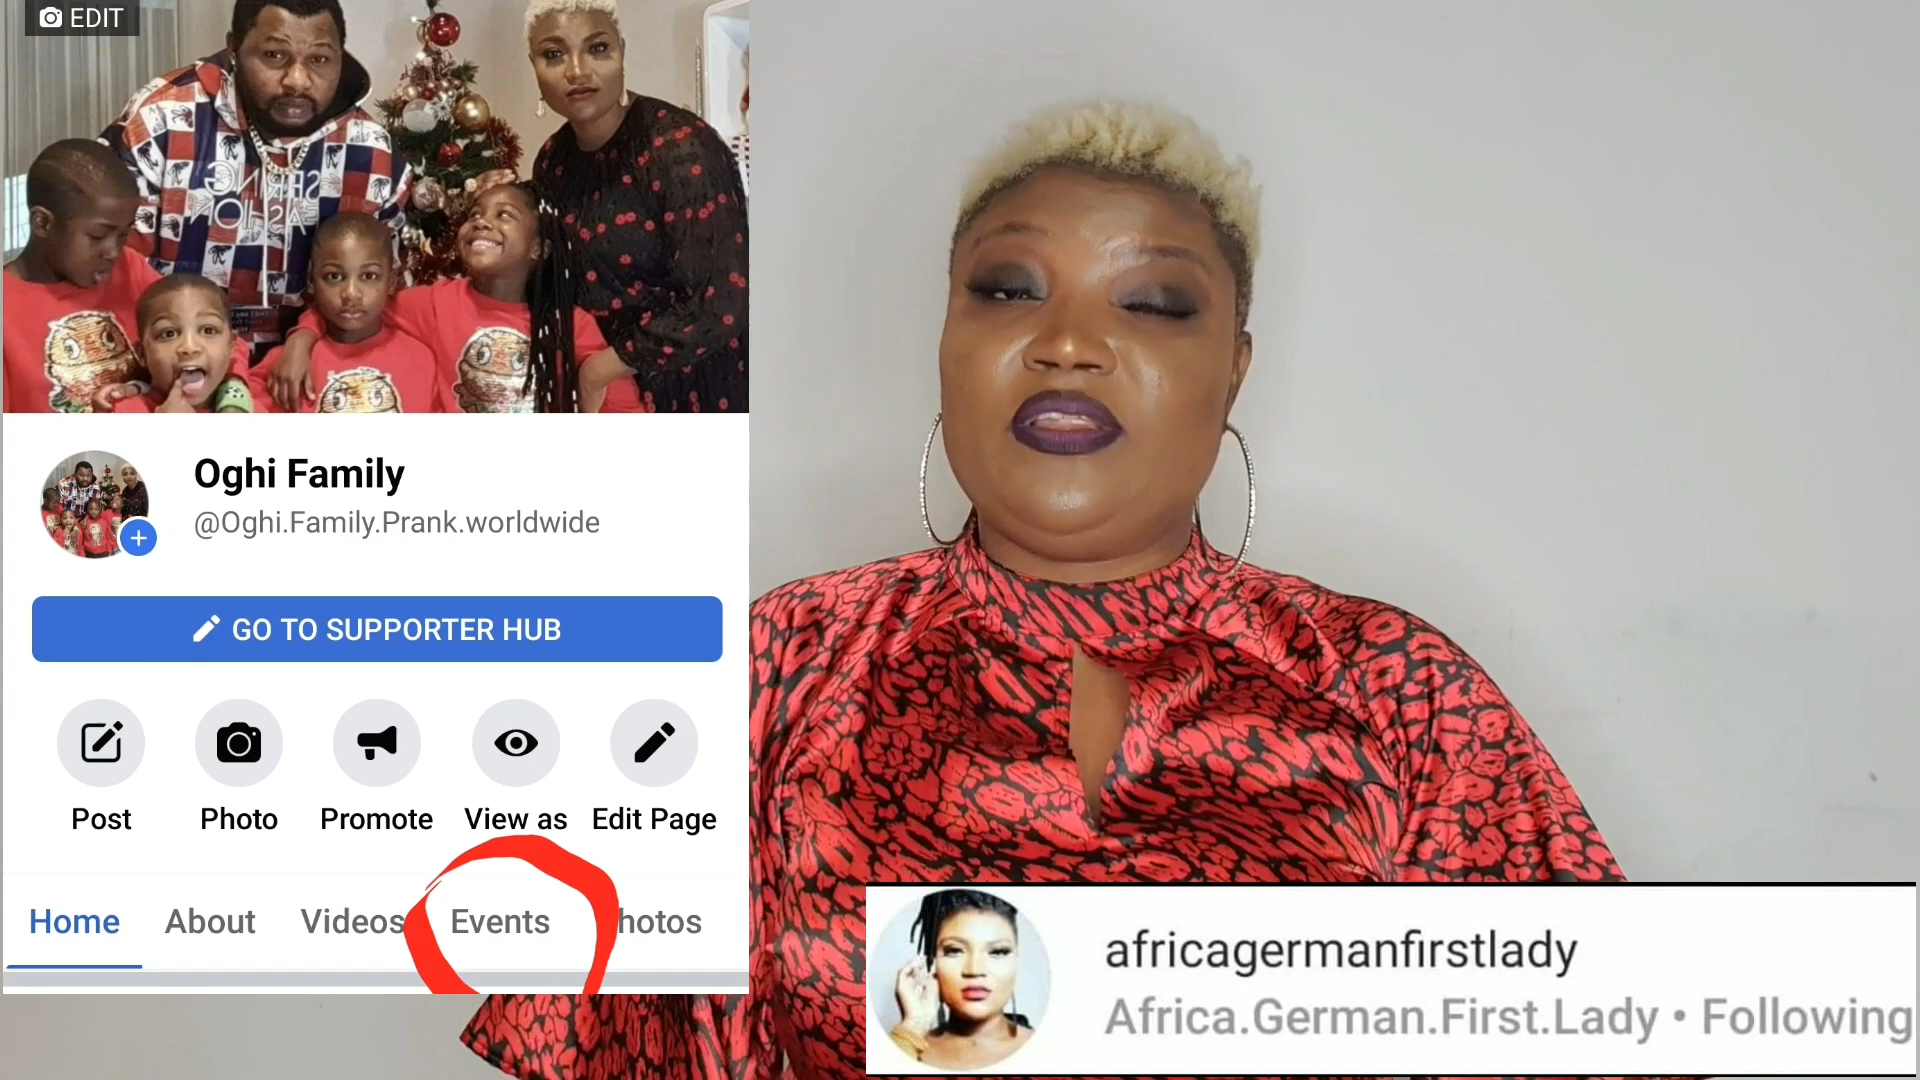 EDIT
Oghi Family
@Oghi.Family.Prank.worldwide
GO TO SUPPORTER HUB
Post Photo Promote View as Edit Page
Home About Videos Events hotos
africagermanfirstlady
Africa.German.First.Lady • Following